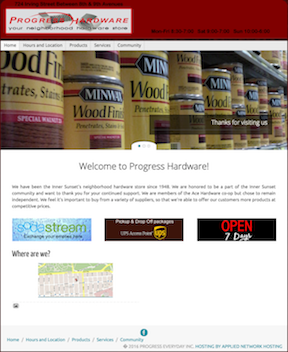 PROGRESS HARDWARE
your neighborhood hardware store
Home Hours and Location Products Services Community
MINWAX
Wood Finish
Penetrates, Stains
SPECIAL WALNUT
Thanks for visiting us
Welcome to Progress Hardware!
We have been the Inner Sunset's neighborhood hardware store since 1948. We are honored to be a part of the Inner Sunset
community and want to thank you for your continued support. We are members of the Ace Hardware co-op but chose to remain
independent. We feel it's important to buy from a variety of suppliers, so that we're able to offer our customers more products at
competitive prices.
sodastream
Exchange your empties here
Pickup & Drop Off packages
UPS Access Point
OPEN
7 Days
Where are we?
Home / Hours and Location / Products / Services / Community
© 2016 PROGRESS EVERYDAY INC. HOSTING BY APPLIED NETWORK HOSTING.